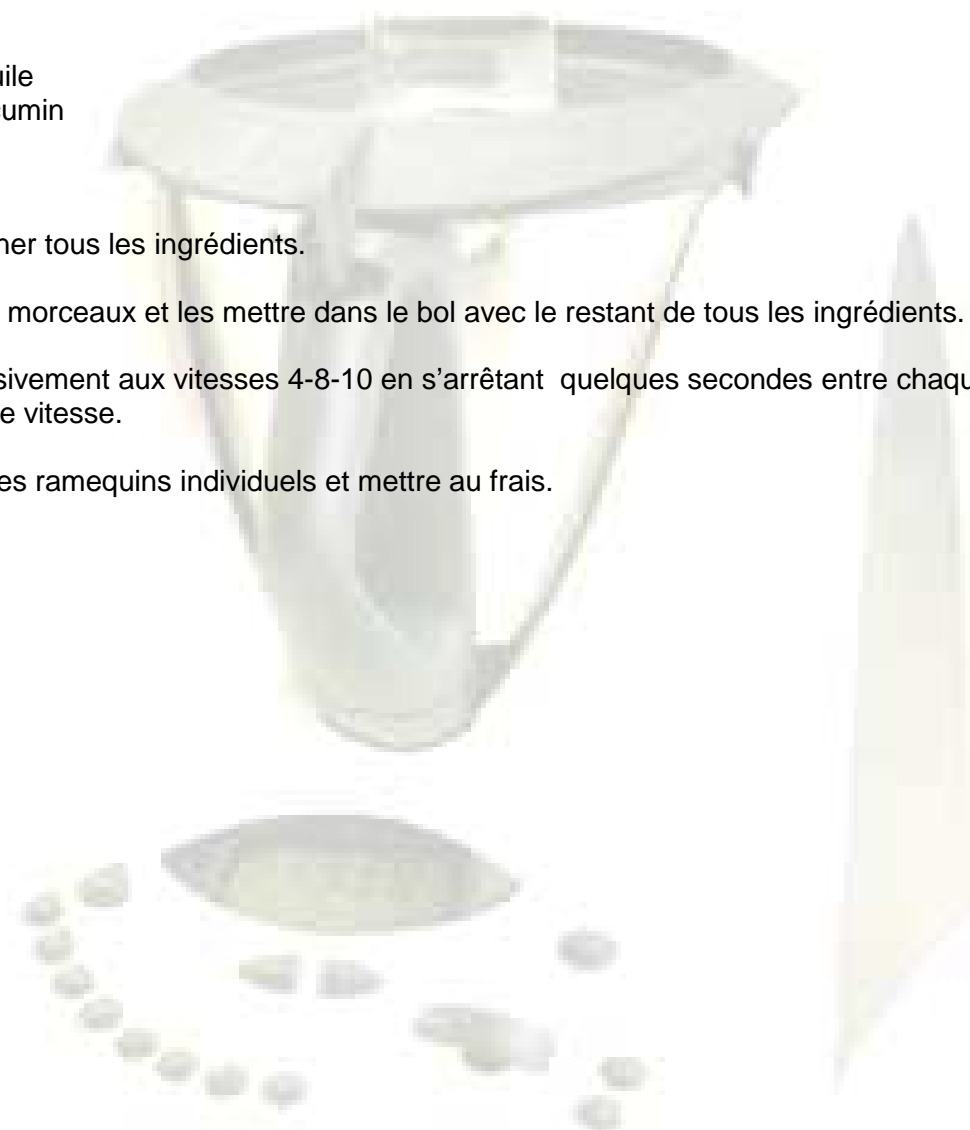 uile
cumin
ner tous les ingrédients.
morceaux et les mettre dans le bol avec le restant de tous les ingrédients.
sivement aux vitesses 4-8-10 en s’arrêtant  quelques secondes entre chaqu
e vitesse.
es ramequins individuels et mettre au frais.